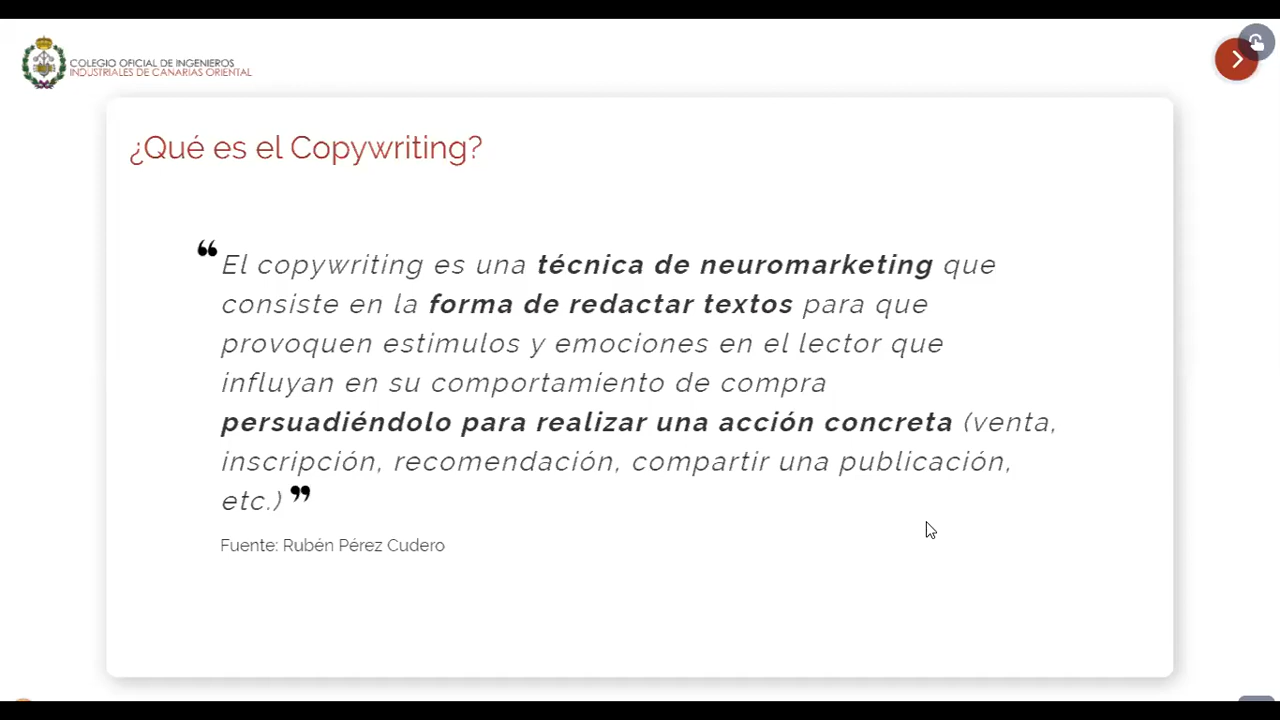 COLEGIO OFICIAL DE INGENIEROS
INDUSTRIALES DE CANARIAS ORIENTAL
¿Qué es el Copywriting?
❝ El copywriting es una técnica de neuromarketing que
consiste en la forma de redactar textos para que
provoquen estimulos y emociones en el lector que
influyan en su comportamiento de compra
persuadiéndolo para realizar una acción concreta (venta,
inscripción, recomendación, compartir una publicación,
etc.) ❞
Fuente: Rubén Pérez Cudero